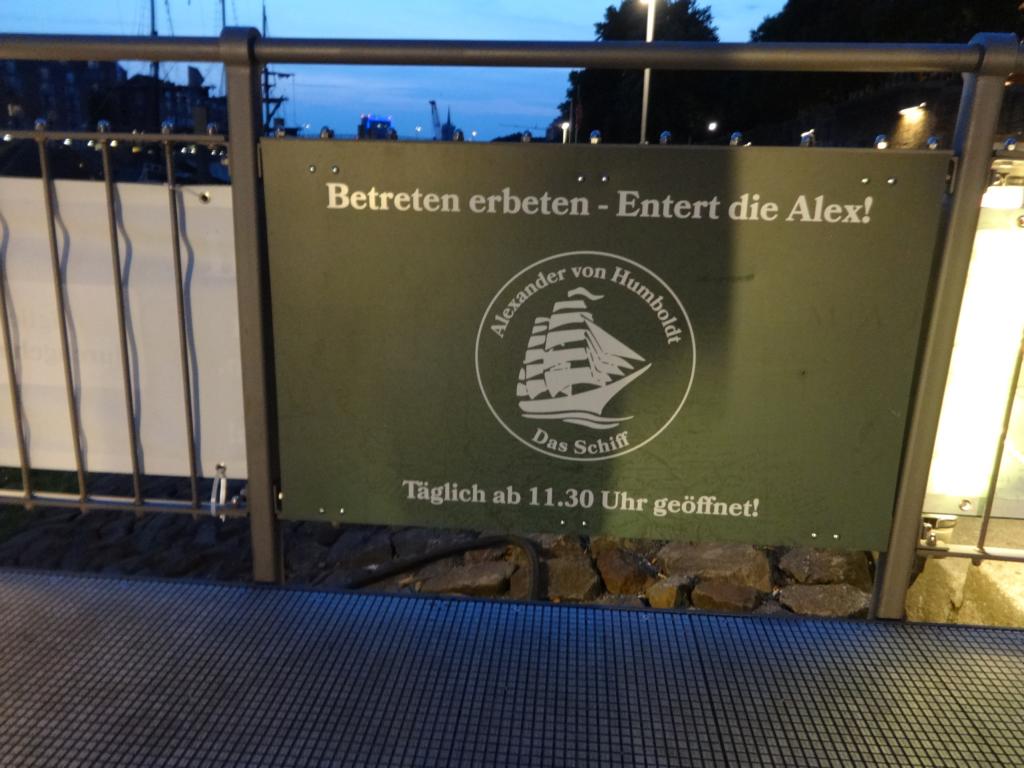 Betreten erbeten - Entert die Alex!
Alexander von Humboldt
Das Schiff
Täglich ab 11.30 Uhr geöffnet!